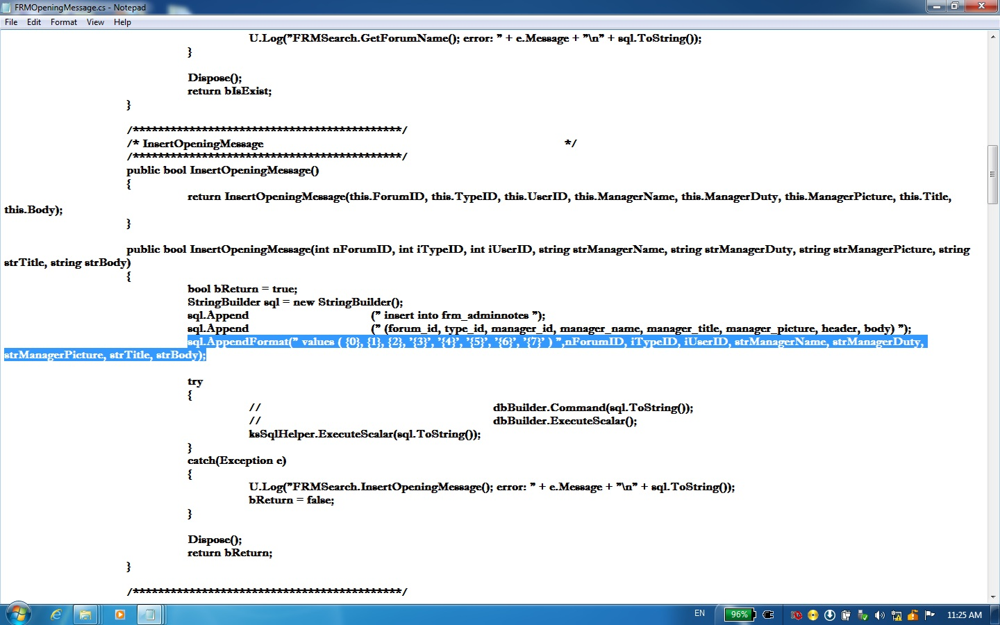 FRMOpeningMessage.cs - Notepad
File Edit Format View Help
U.Log("FRMSearch.GetForumName(); error: " + e.Message + "\n" + sql.ToString());
}
Dispose();
return bIsExist;
}
/*******************************************/
/* InsertOpeningMessage */
/*******************************************/
public bool InsertOpeningMessage()
{
return InsertOpeningMessage(this.ForumID, this.TypeID, this.UserID, this.ManagerName, this.ManagerDuty, this.ManagerPicture, this.Title,
this.Body);
}
public bool InsertOpeningMessage(int nForumID, int iTypeID, int iUserID, string strManagerName, string strManagerDuty, string strManagerPicture, string
strTitle, string strBody)
{
bool bReturn = true;
StringBuilder sql = new StringBuilder();
sql.Append (" insert into frm_adminnotes ");
sql.Append (" (forum_id, type_id, manager_id, manager_name, manager_title, manager_picture, header, body) ");
sql.AppendFormat(" values ( {0}, {1}, {2}, '{3}', '{4}', '{5}', '{6}', '{7}' ) ",nForumID, iTypeID, iUserID, strManagerName, strManagerDuty,
strManagerPicture, strTitle, strBody);
try
{
// dbBuilder.Command(sql.ToString());
// dbBuilder.ExecuteScalar();
ksSqlHelper.ExecuteScalar(sql.ToString());
}
catch(Exception e)
{
U.Log("FRMSearch.InsertOpeningMessage(); error: " + e.Message + "\n" + sql.ToString());
bReturn = false;
}
Dispose();
return bReturn;
}
/*******************************************/
EN 96% 11:25 AM